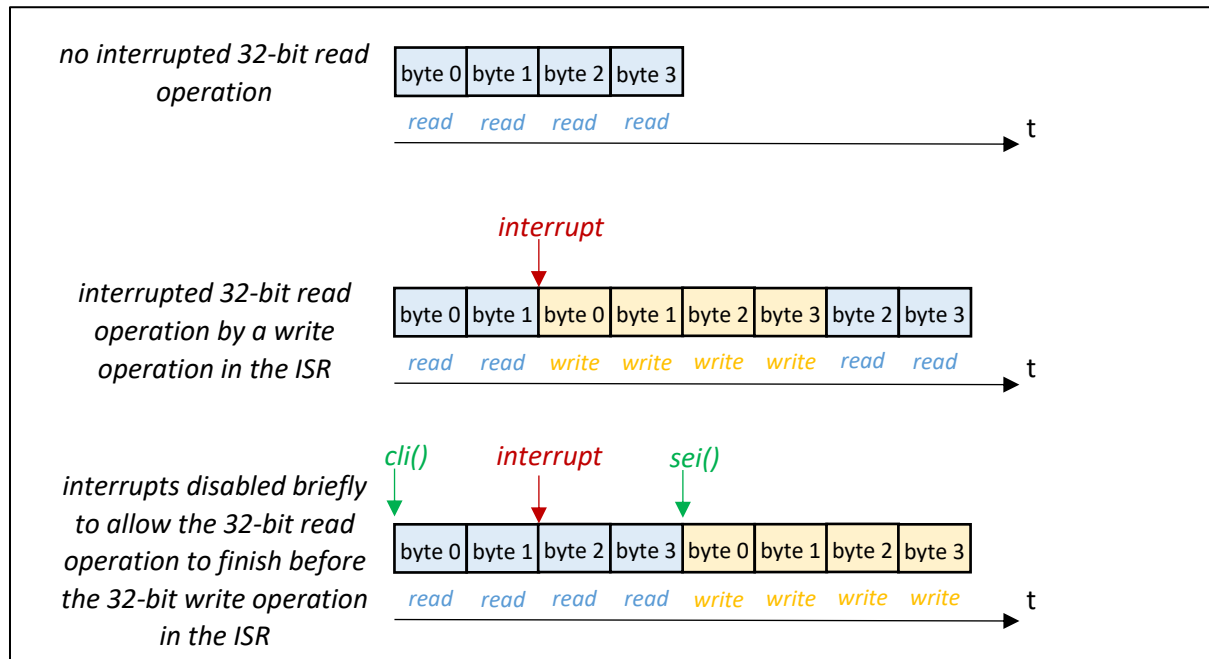 no interrupted 32-bit read
operation
byte 0 byte 1 byte 2 byte 3
read read read read
t
interrupt
interrupted 32-bit read
operation by a write
operation in the ISR
byte 0 byte 1 byte 0 byte 1 byte 2 byte 3 byte 2 byte 3
read read write write write write read read
t
cli() interrupt sei()
interrupts disabled briefly
to allow the 32-bit read
operation to finish before
the 32-bit write operation
in the ISR
byte 0 byte 1 byte 2 byte 3 byte 0 byte 1 byte 2 byte 3
read read read read write write write write
t